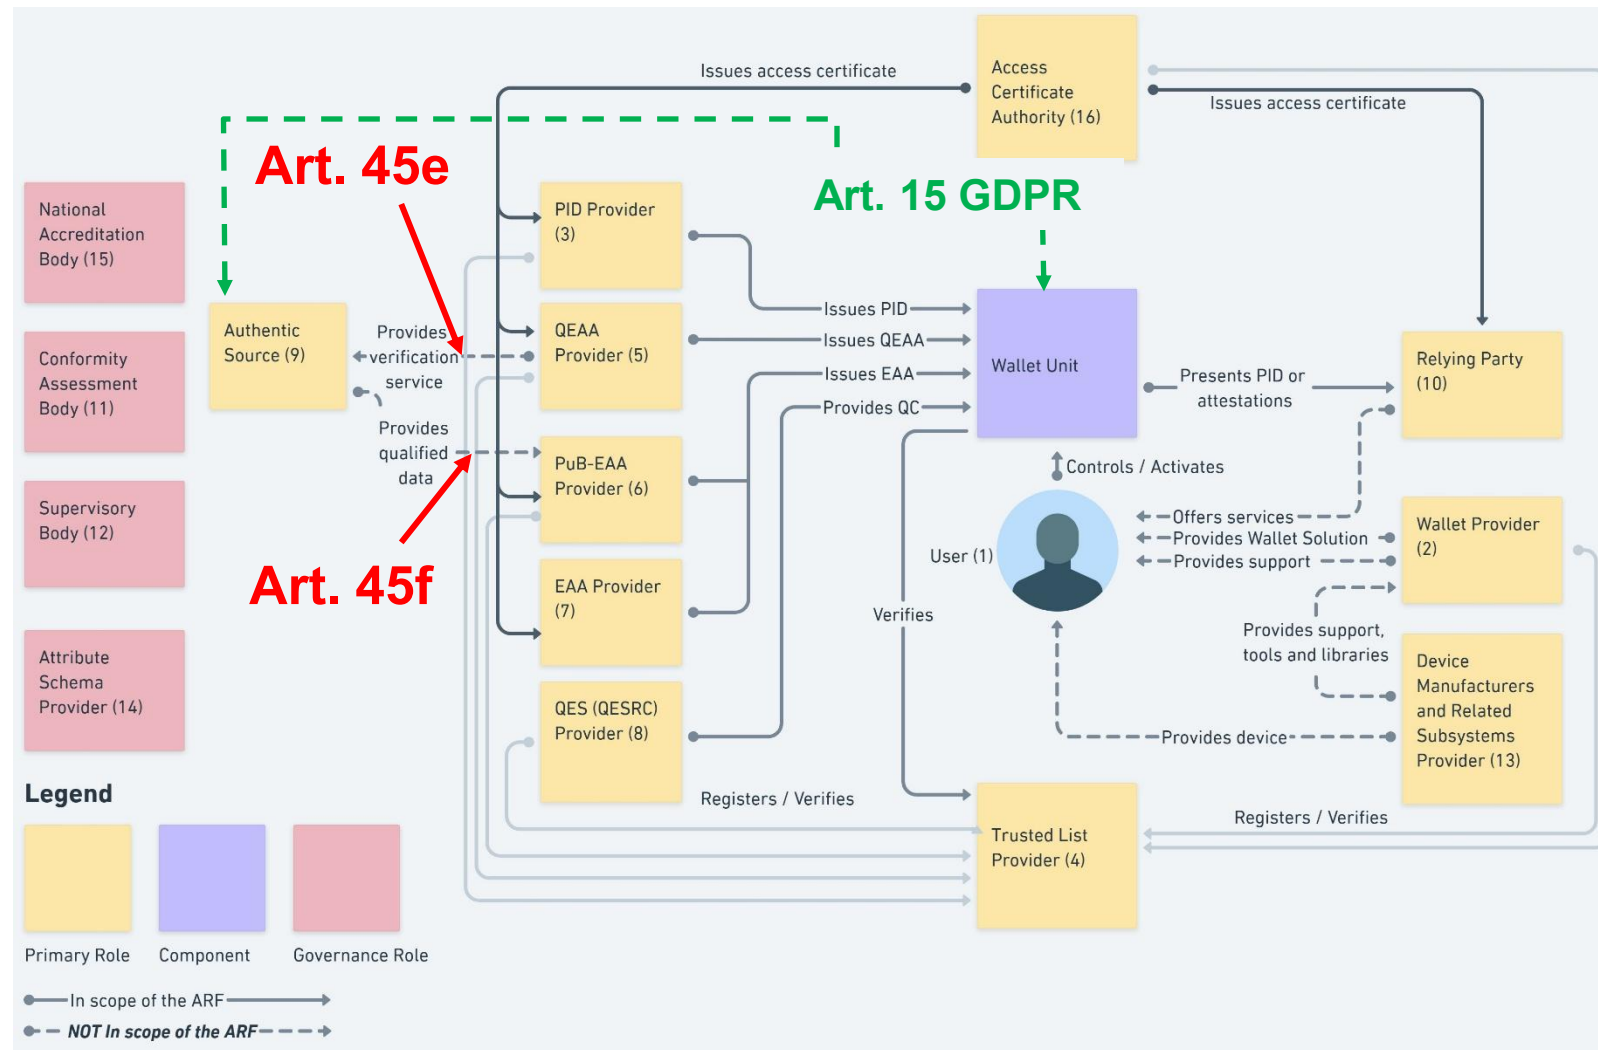 Access
Certificate
Authority (16)
Issues access certificate
Issues access certificate
Art. 45e
Art. 15 GDPR
National
Accreditation
Body (15)
PID Provider
(3)
Authentic
Source (9)
Provides
verification
service
QEAA
Provider (5)
Issues PID
Issues QEAA
Issues EAA
Provides QC
Wallet Unit
Presents PID or
attestations
Relying Party
(10)
Conformity
Assessment
Body (11)
Provides
qualified
data
PuB-EAA
Provider (6)
Controls / Activates
Supervisory
Body (12)
Offers services
Provides Wallet Solution
Provides support
Wallet Provider
(2)
User (1)
Art. 45f
EAA Provider
(7)
Verifies
Provides support,
tools and libraries
Attribute
Schema
Provider (14)
Device
Manufacturers
and Related
Subsystems
Provider (13)
QES (QESRC)
Provider (8)
Provides device
Legend
Registers / Verifies
Registers / Verifies
Trusted List
Provider (4)
Primary Role
Component
Governance Role
In scope of the ARF
NOT In scope of the ARF